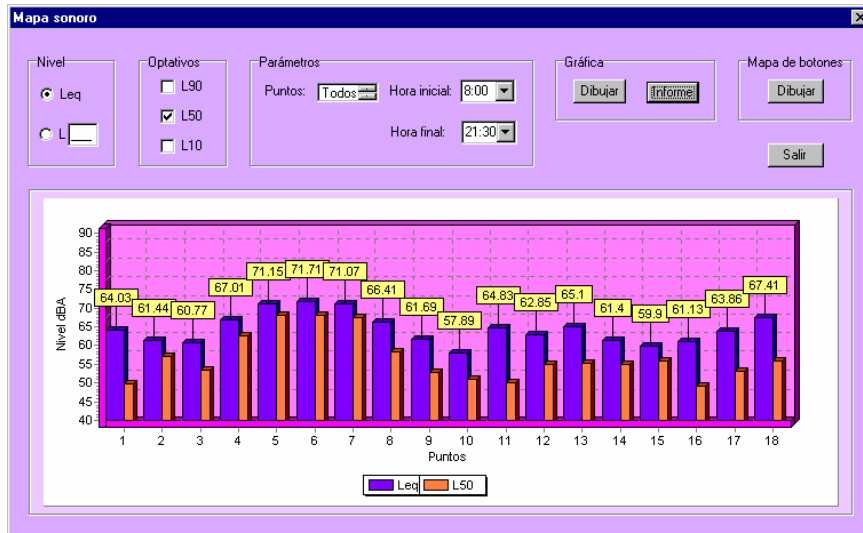 Mapa sonoro
Nivel
Leq
L
Optativos
L90
L50
L10
Parámetros
Puntos: Todos
Hora inicial: 8:00
Hora final: 21:30
Gráfica
Dibujar Informe
Mapa de botones
Dibujar
Salir
Nivel dBA
90
85
80
75
70
65
60
55
50
45
40
64.03 61.44 60.77 67.01 71.15 71.71 71.07 66.41 61.69 57.89 64.83 62.85 65.1 61.4 59.9 61.13 63.86 67.41
1 2 3 4 5 6 7 8 9 10 11 12 13 14 15 16 17 18
Puntos
Leq L50